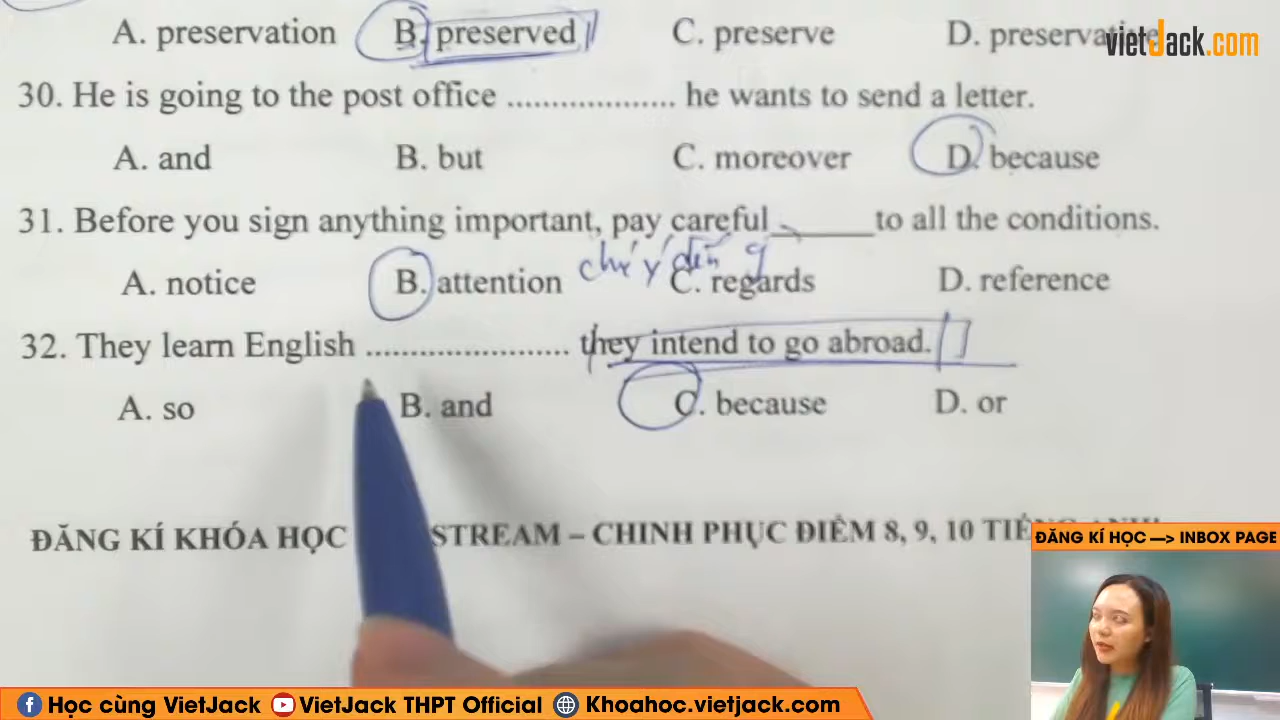 A. preservation B. preserved C. preserve D.
vietJack.com
30. He is going to the post office ................... he wants to send a letter.
A. and B. but C. moreover D. because
31. Before you sign anything important, pay careful ______ to all the conditions.
chú ý đến
A. notice B. attention C. regards D. reference
32. They learn English ....................... they intend to go abroad.
A. so B. and C. because D. or
ĐĂNG KÍ KHÓA HỌC STREAM – CHINH PHỤC ĐIỂM 8, 9, 10
ĐĂNG KÍ HỌC —> INBOX PAGE
Học cùng VietJack VietJack THPT Official Khoahoc.vietjack.com